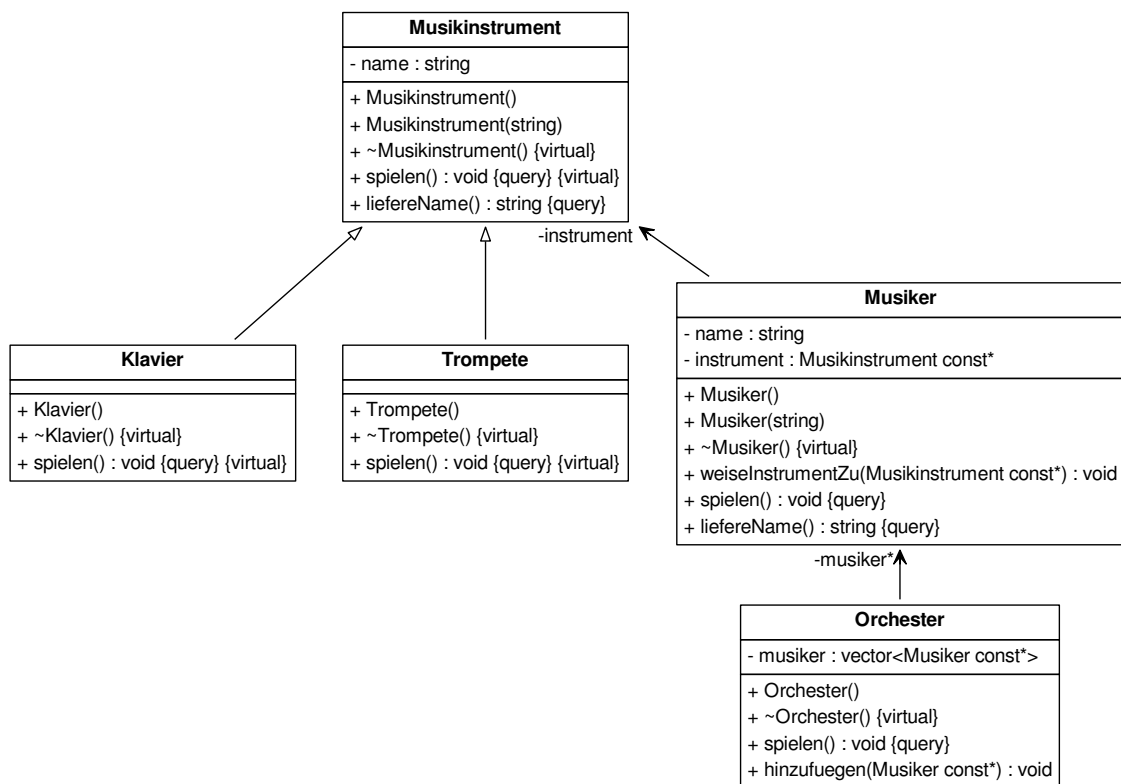 Musikinstrument
- name : string
+ Musikinstrument()
+ Musikinstrument(string)
+ ~Musikinstrument() {virtual}
+ spielen() : void {query} {virtual}
+ liefereName() : string {query}
-instrument
Klavier
+ Klavier()
+ ~Klavier() {virtual}
+ spielen() : void {query} {virtual}
Trompete
+ Trompete()
+ ~Trompete() {virtual}
+ spielen() : void {query} {virtual}
Musiker
- name : string
- instrument : Musikinstrument const*
+ Musiker()
+ Musiker(string)
+ ~Musiker() {virtual}
+ weiseInstrumentZu(Musikinstrument const*) : void
+ spielen() : void {query}
+ liefereName() : string {query}
-musiker*
Orchester
- musiker : vector<Musiker const*>
+ Orchester()
+ ~Orchester() {virtual}
+ spielen() : void {query}
+ hinzufuegen(Musiker const*) : void